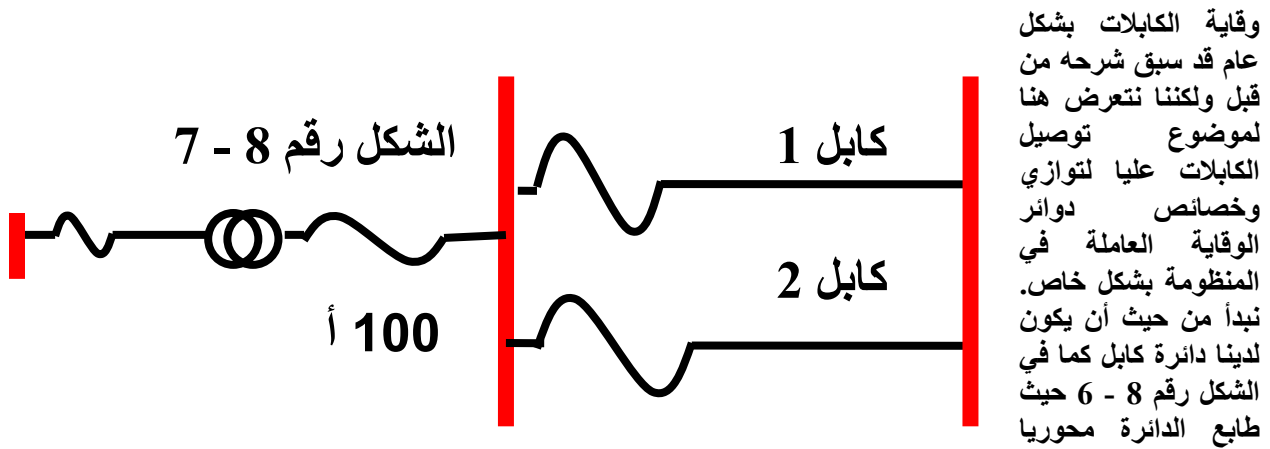 وقاية الكابلات بشكل
عام قد سبق شرحه من
قبل ولكننا نتعرض هنا
لموضوع توصيل
الكابلات عليا لتوازي
وخصائص دوائر
الوقاية العاملة في
المنظومة بشكل خاص.
نبدأ من حيث أن يكون
لدينا دائرة كابل كما في
الشكل رقم 8 - 6 حيث
طابع الدائرة محوريا
الشكل رقم 8 - 7
كابل 1
كابل 2
100 أ